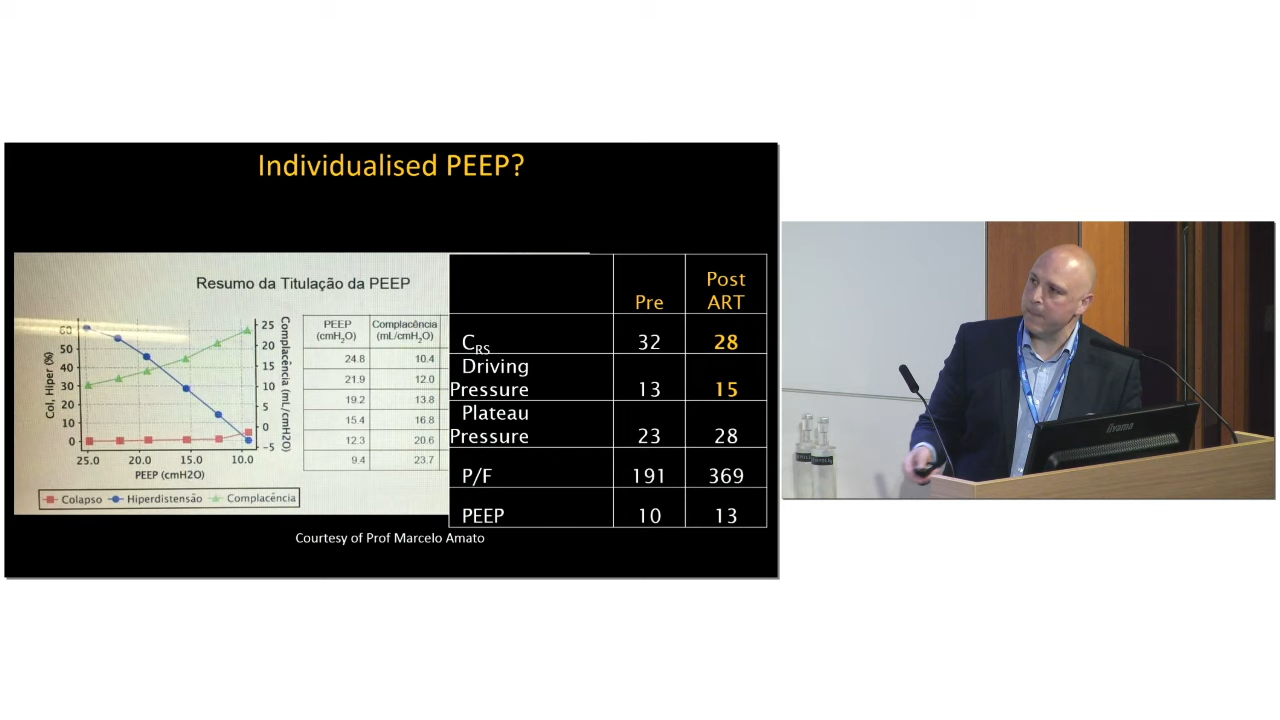 Individualised PEEP?
Resumo da Titulação da PEEP
Col, Hiper (%)
60
50
40
30
20
10
0
25.0 20.0 15.0 10.0
PEEP (cmH2O)
25
20
15
10
5
0
-5
Complacência (mL/cmH2O)
Colapso Hiperdistensão Complacência
PEEP (cmH2O) Complacência (mL/cmH2O)
24.8 10.4
21.9 12.0
19.2 13.8
15.4 16.8
12.3 20.6
9.4 23.7
Pre Post ART
CRS 32 28
Driving Pressure 13 15
Plateau Pressure 23 28
P/F 191 369
PEEP 10 13
Courtesy of Prof Marcelo Amato
iiyama